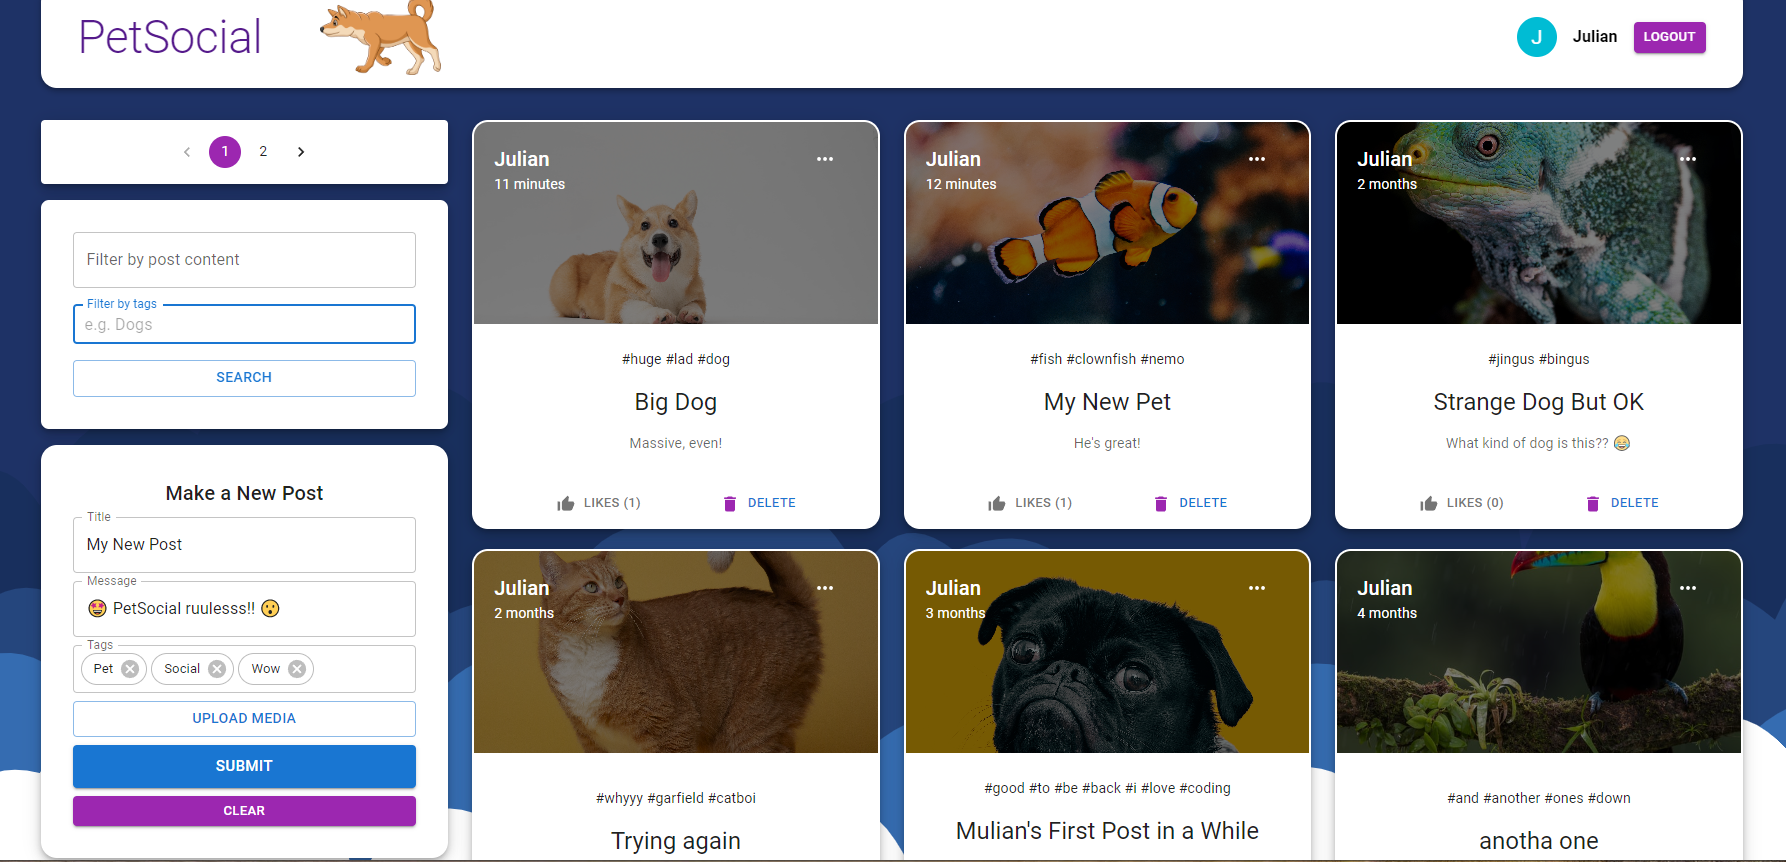 PetSocial
J Julian LOGOUT
1 2
Filter by post content
Filter by tags
e.g. Dogs
SEARCH
Make a New Post
Title
My New Post
Message
🤩 PetSocial ruulesss!! 😮
Tags
Pet Social Wow
UPLOAD MEDIA
SUBMIT
CLEAR
Julian
11 minutes
#huge #lad #dog
Big Dog
Massive, even!
LIKES (1) DELETE
Julian
12 minutes
#fish #clownfish #nemo
My New Pet
He's great!
LIKES (1) DELETE
Julian
2 months
#jingus #bingus
Strange Dog But OK
What kind of dog is this?? 😂
LIKES (0) DELETE
Julian
2 months
#whyyy #garfield #catboi
Trying again
Julian
3 months
#good #to #be #back #i #love #coding
Mulian's First Post in a While
Julian
4 months
#and #another #ones #down
anotha one